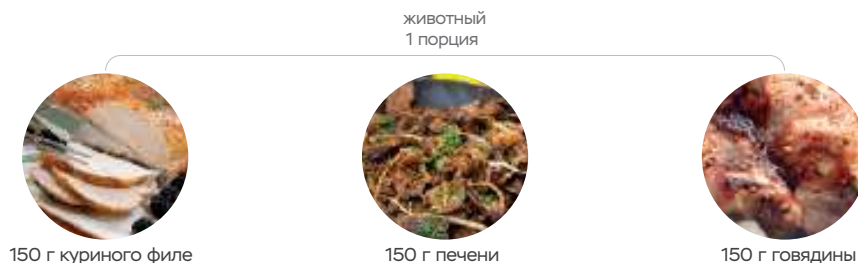 животный
1 порция
150 г куриного филе
150 г печени
150 г говядины